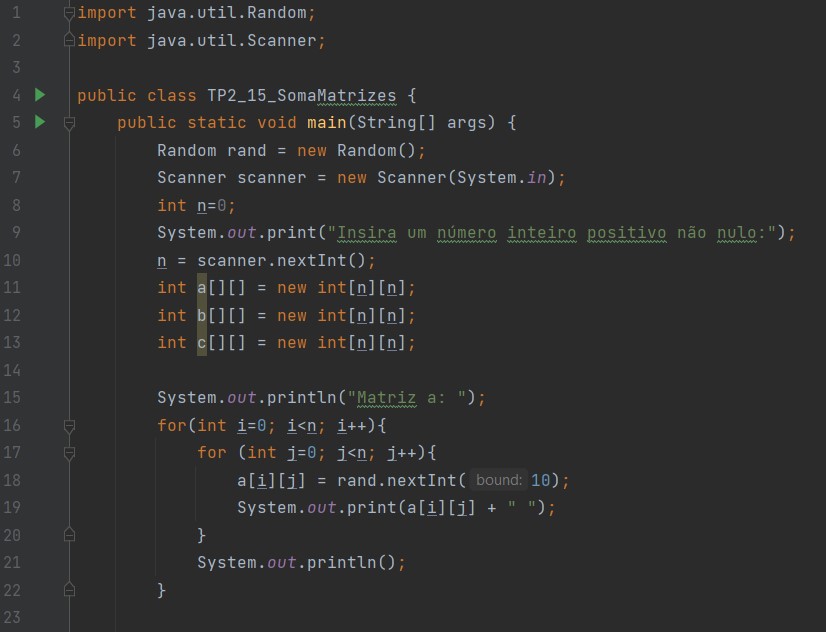 1 import java.util.Random;
2 import java.util.Scanner;
3
4 public class TP2_15_SomaMatrizes {
5     public static void main(String[] args) {
6         Random rand = new Random();
7         Scanner scanner = new Scanner(System.in);
8         int n=0;
9         System.out.print("Insira um número inteiro positivo não nulo:");
10         n = scanner.nextInt();
11         int a[][] = new int[n][n];
12         int b[][] = new int[n][n];
13         int c[][] = new int[n][n];
14
15         System.out.println("Matriz a: ");
16         for(int i=0; i<n; i++){
17             for (int j=0; j<n; j++){
18                 a[i][j] = rand.nextInt( bound: 10);
19                 System.out.print(a[i][j] + " ");
20             }
21             System.out.println();
22         }
23